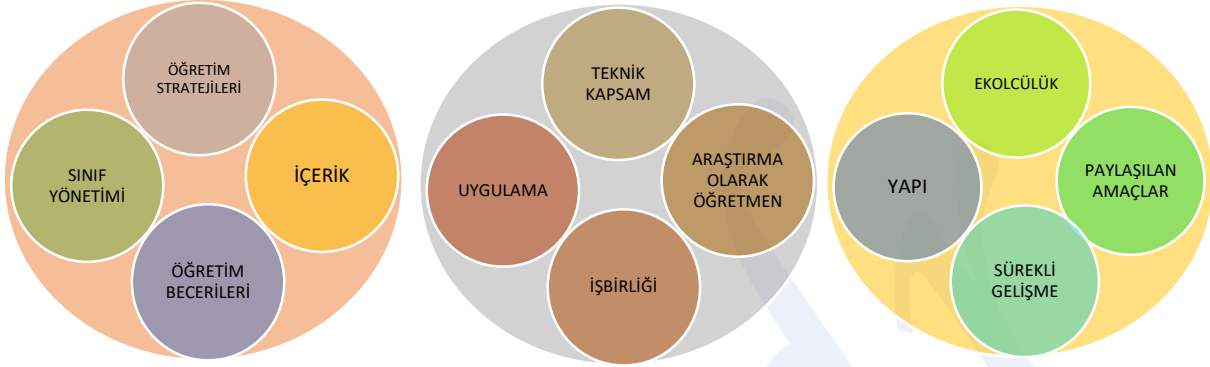 ÖĞRETİM
STRATEJİLERİ
SINIF
YÖNETİMİ
İÇERİK
ÖĞRETİM
BECERİLERİ
TEKNİK
KAPSAM
UYGULAMA
ARAŞTIRMA
OLARAK
ÖĞRETMEN
İŞBİRLİĞİ
EKOLCÜLÜK
YAPI
PAYLAŞILAN
AMAÇLAR
SÜREKLİ
GELİŞME